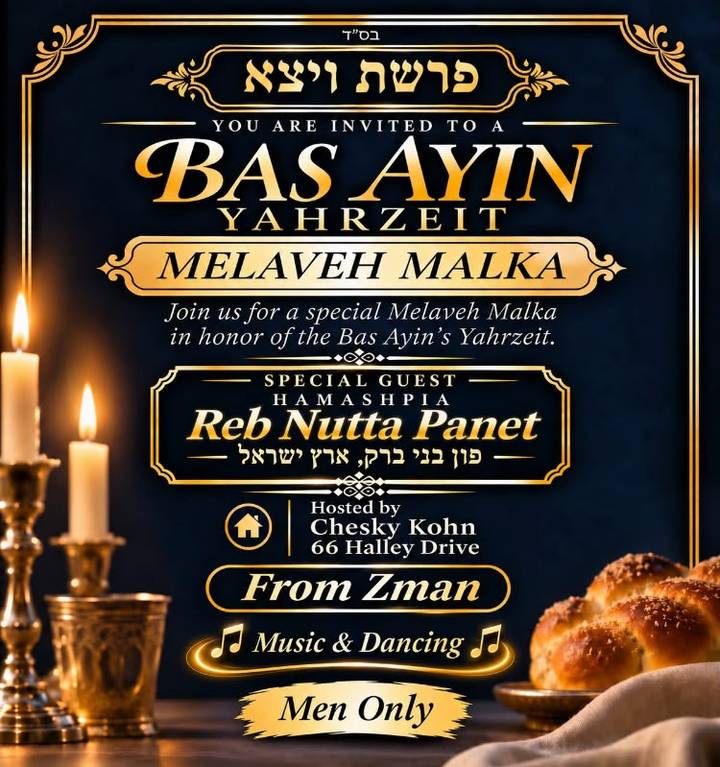 בס״ד
פרשת ויצא
YOU ARE INVITED TO A
BAS AYIN
YAHRZEIT
MELAVEH MALKA
Join us for a special Melaveh Malka
in honor of the Bas Ayin's Yahrzeit.
SPECIAL GUEST
HAMASHPIA
Reb Nutta Panet
פון בני ברק, ארץ ישראל
Hosted by
Chesky Kohn
66 Halley Drive
From Zman
Music & Dancing
Men Only